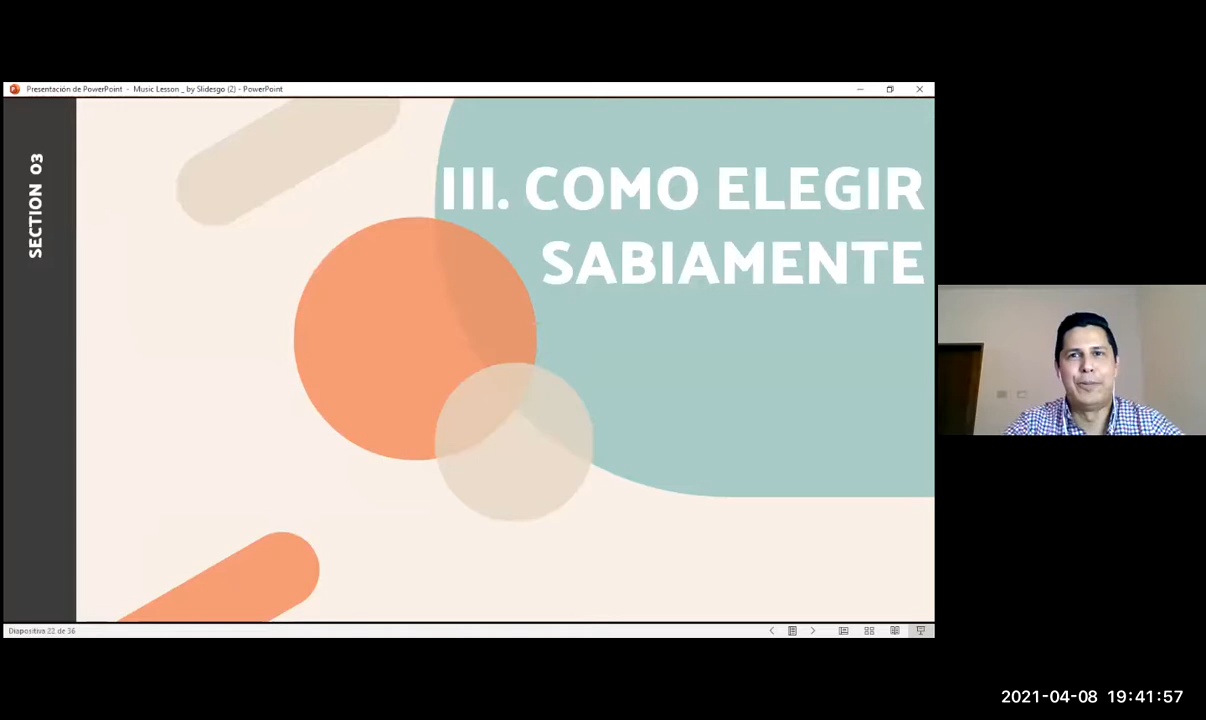 Presentación de PowerPoint - Music Lesson _ by Slidesgo (2) - PowerPoint
SECTION 03
III. COMO ELEGIR
SABIAMENTE
Diapositiva 22 de 36
2021-04-08 19:41:57